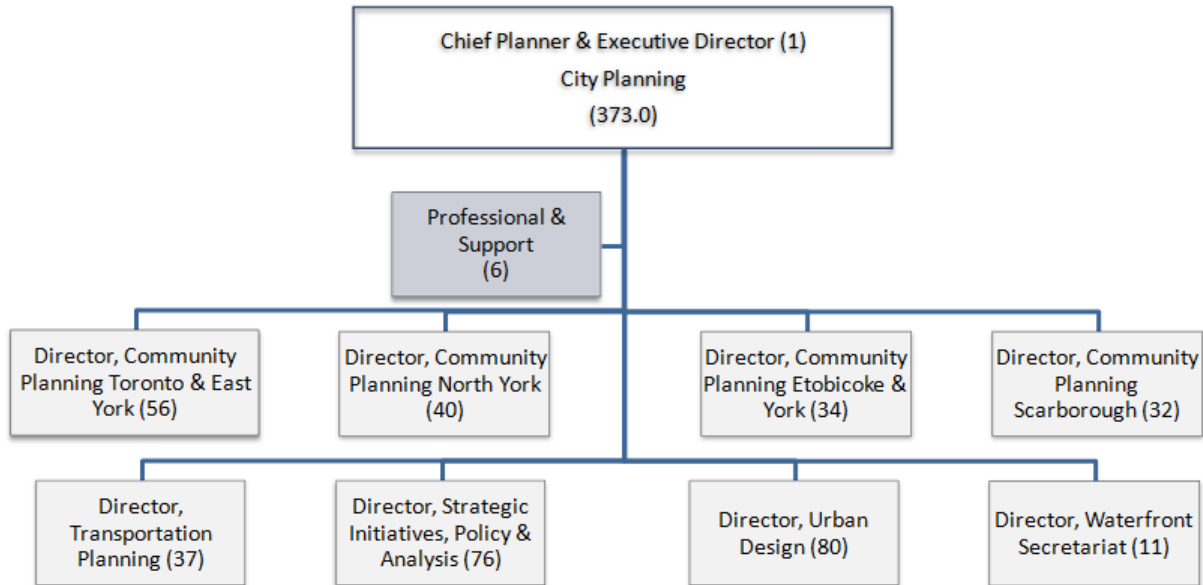 Chief Planner & Executive Director (1)
City Planning
(373.0)
Professional &
Support
(6)
Director, Community
Planning Toronto & East
York (56)
Director, Community
Planning North York
(40)
Director, Community
Planning Etobicoke &
York (34)
Director, Community
Planning
Scarborough (32)
Director,
Transportation
Planning (37)
Director, Strategic
Initiatives, Policy &
Analysis (76)
Director, Urban
Design (80)
Director, Waterfront
Secretariat (11)